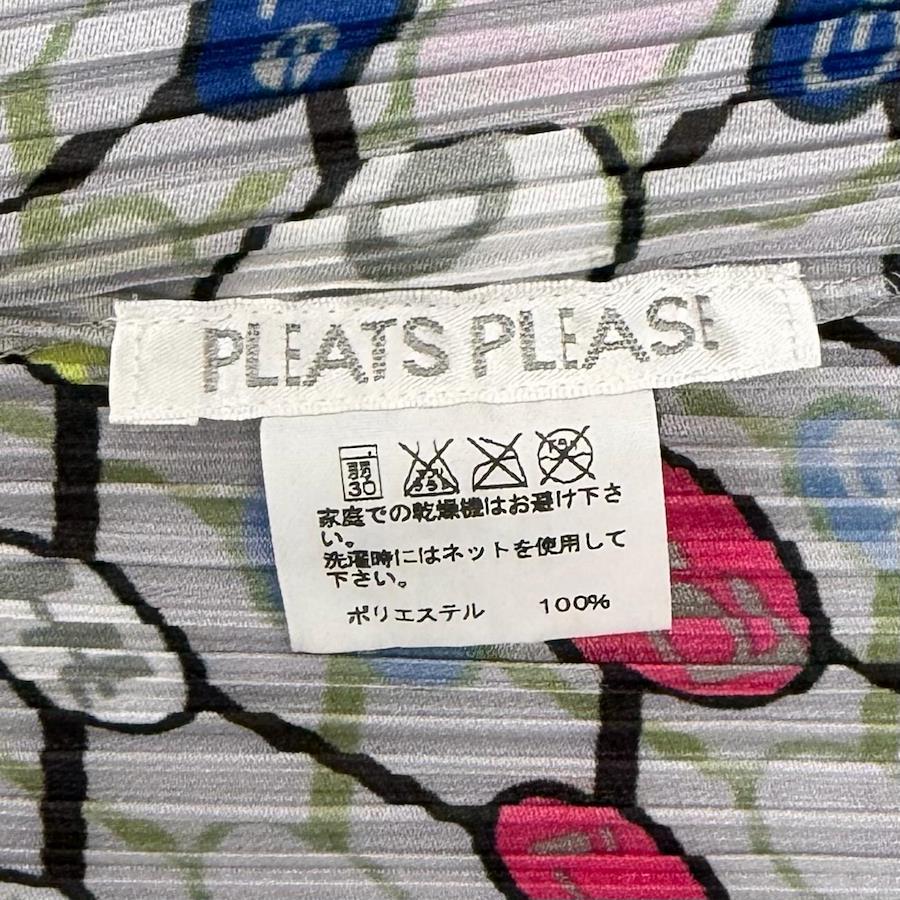 PLEATS PLEASE
弱
30
家庭での乾燥機はお避け下さ
い。
洗濯時にはネットを使用して
下さい。
ポリエステル 100%